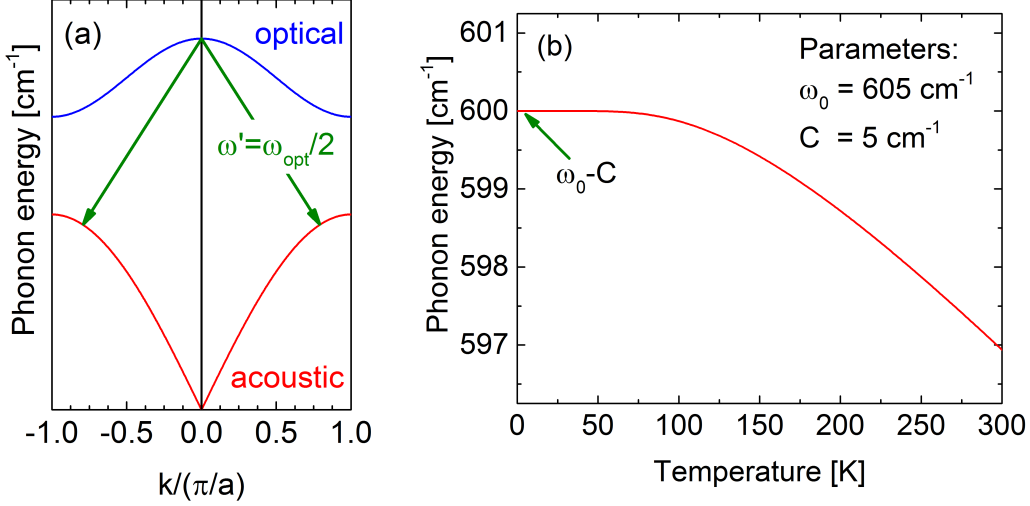 (a)
optical
ω'=ω_opt/2
acoustic
Phonon energy [cm⁻¹]
-1.0 -0.5 0.0 0.5 1.0
k/(π/a)
(b)
Parameters:
ω₀ = 605 cm⁻¹
C = 5 cm⁻¹
ω₀-C
Phonon energy [cm⁻¹]
601
600
599
598
597
0 50 100 150 200 250 300
Temperature [K]